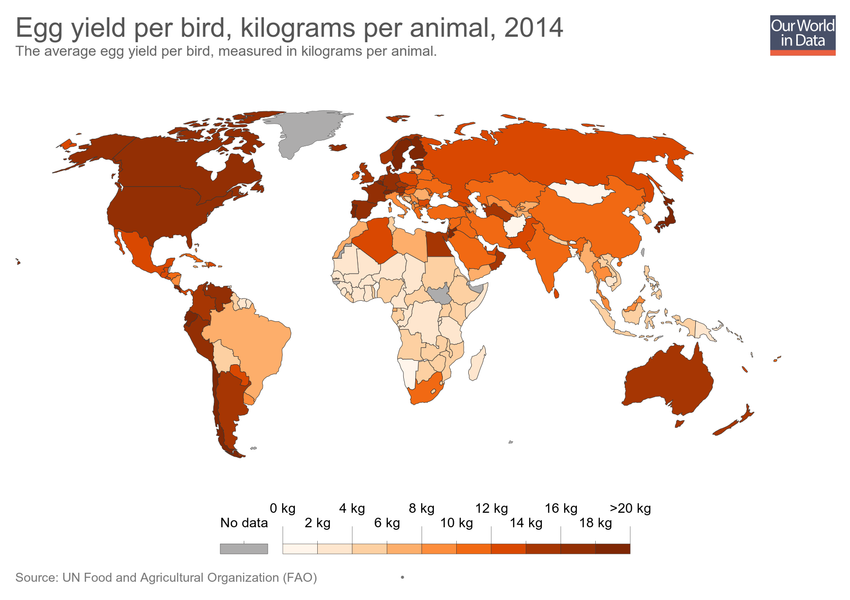 Egg yield per bird, kilograms per animal, 2014
The average egg yield per bird, measured in kilograms per animal.
Our World
in Data
0 kg 4 kg 8 kg 12 kg 16 kg >20 kg
No data 2 kg 6 kg 10 kg 14 kg 18 kg
Source: UN Food and Agricultural Organization (FAO) •